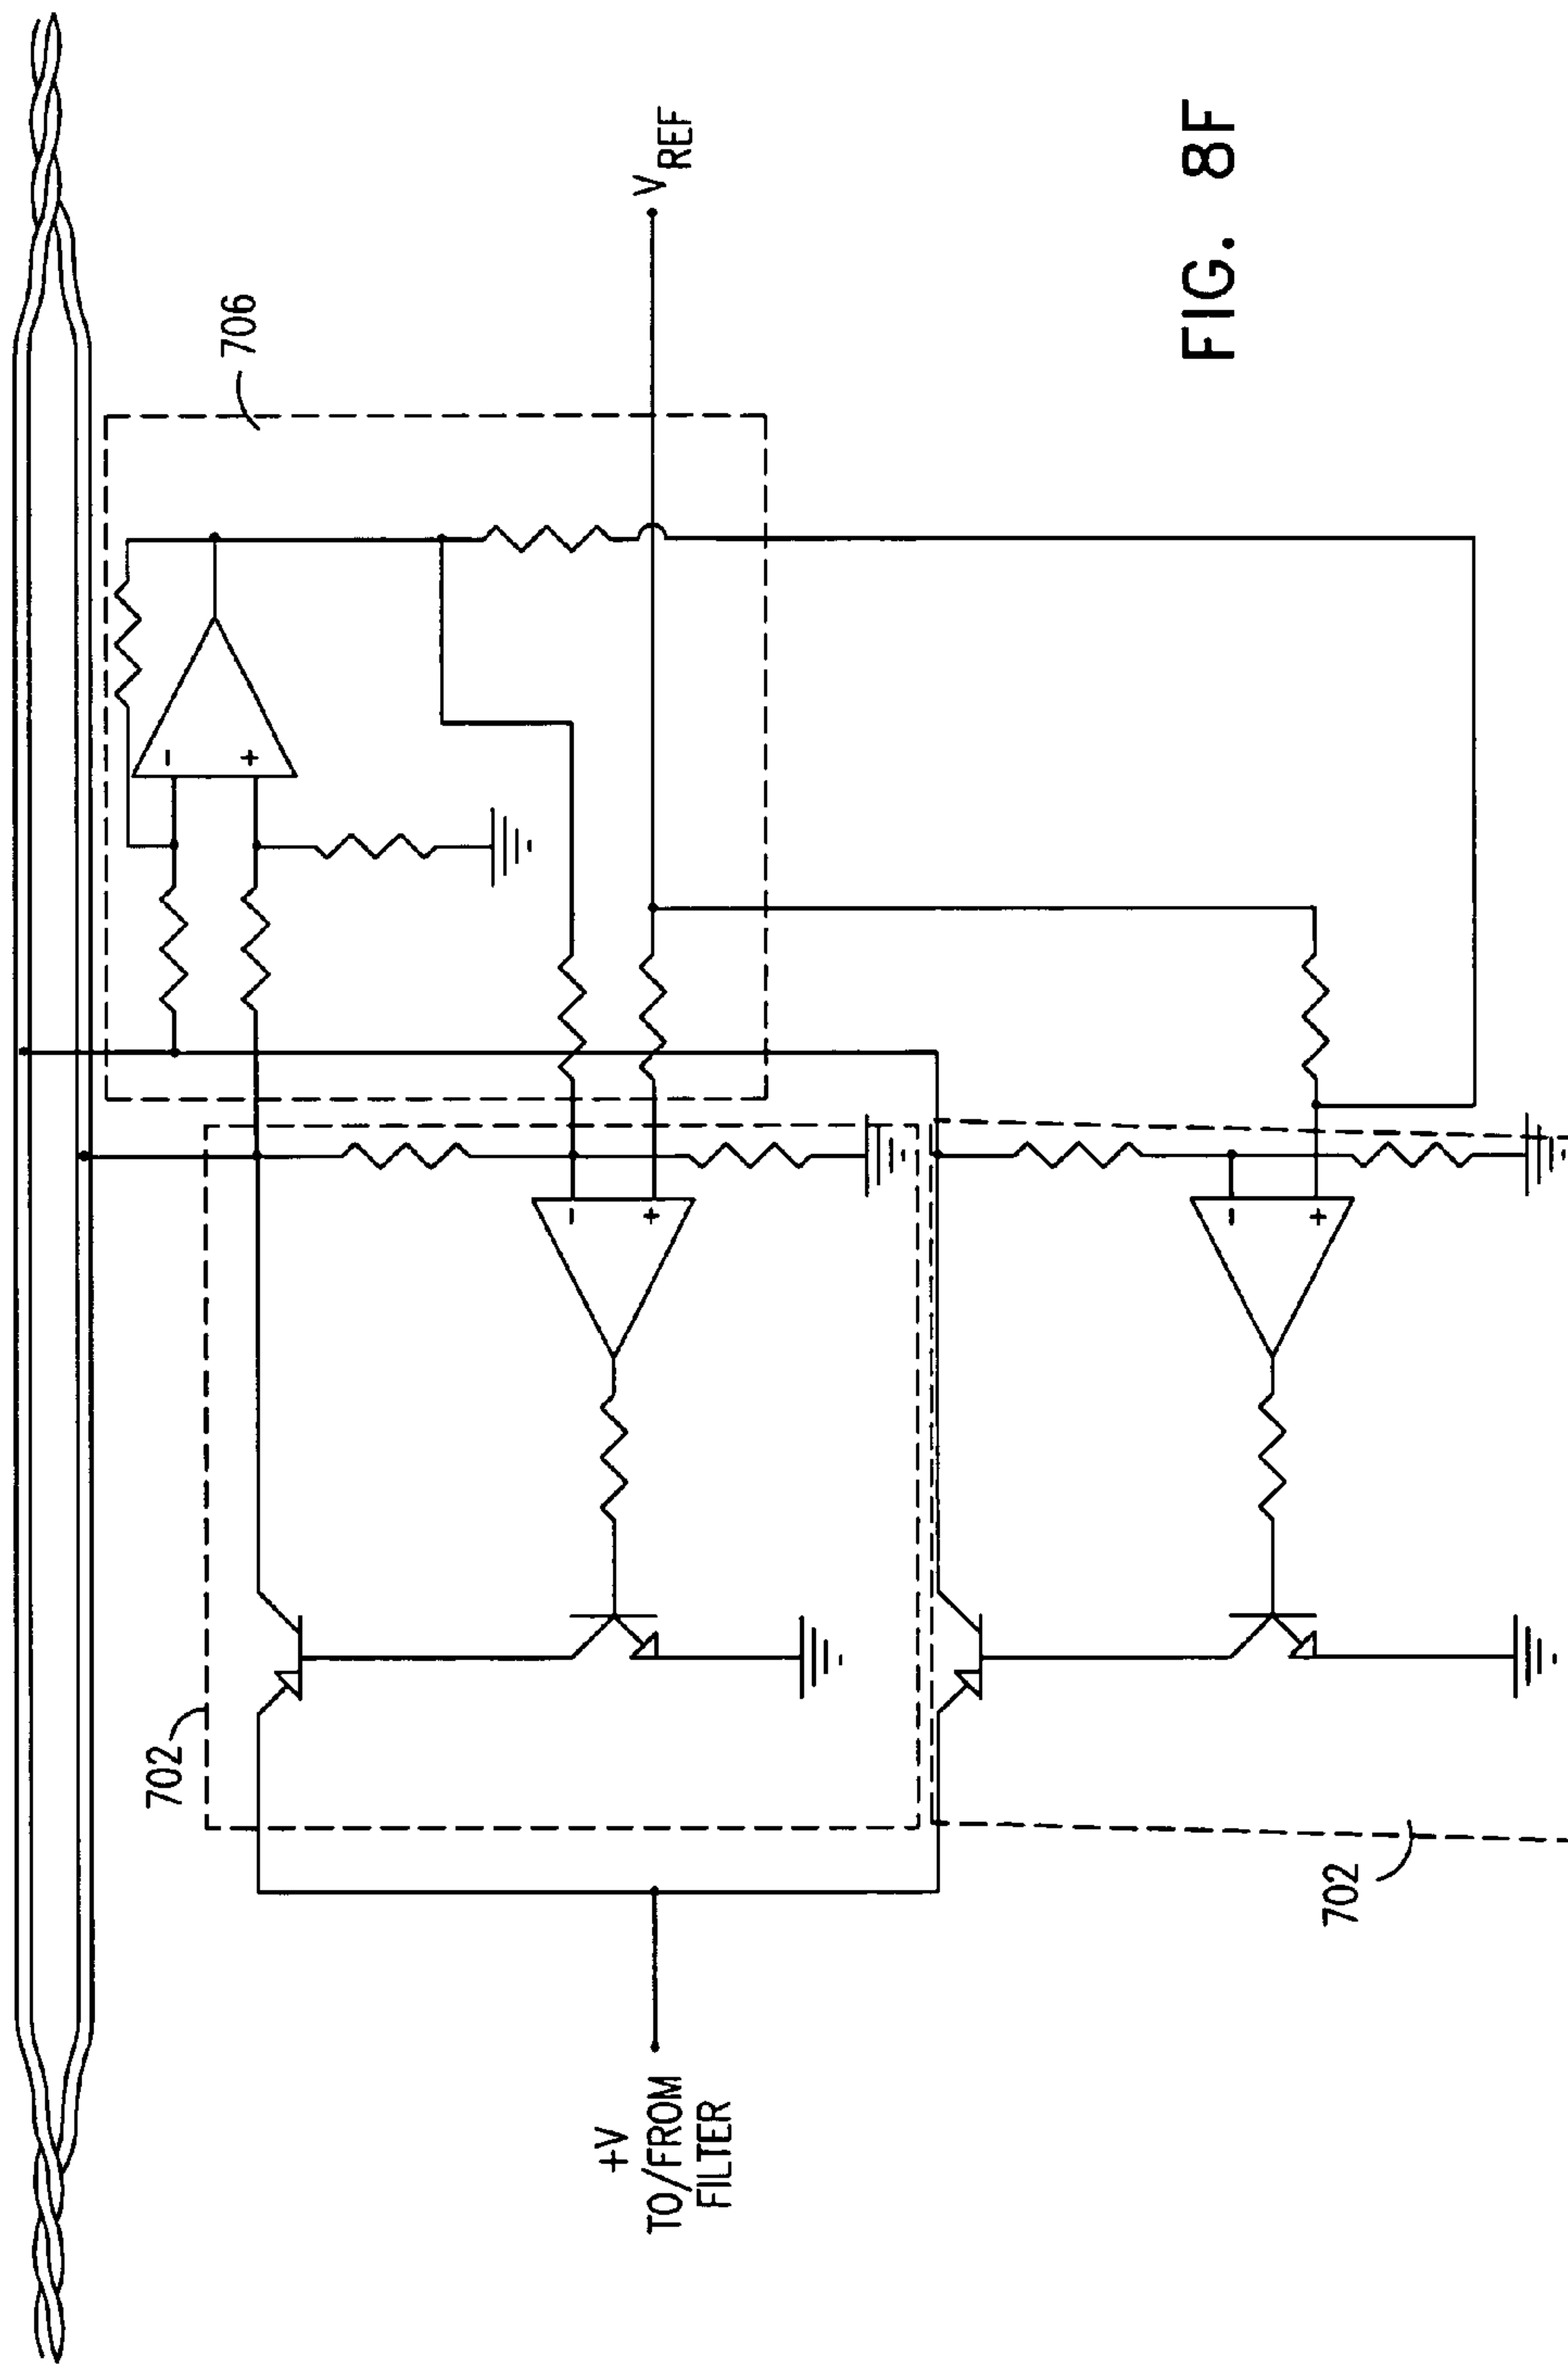 706
V REF
702
+V
TO/FROM
FILTER
702
- +
- +
- +
FIG. 8F